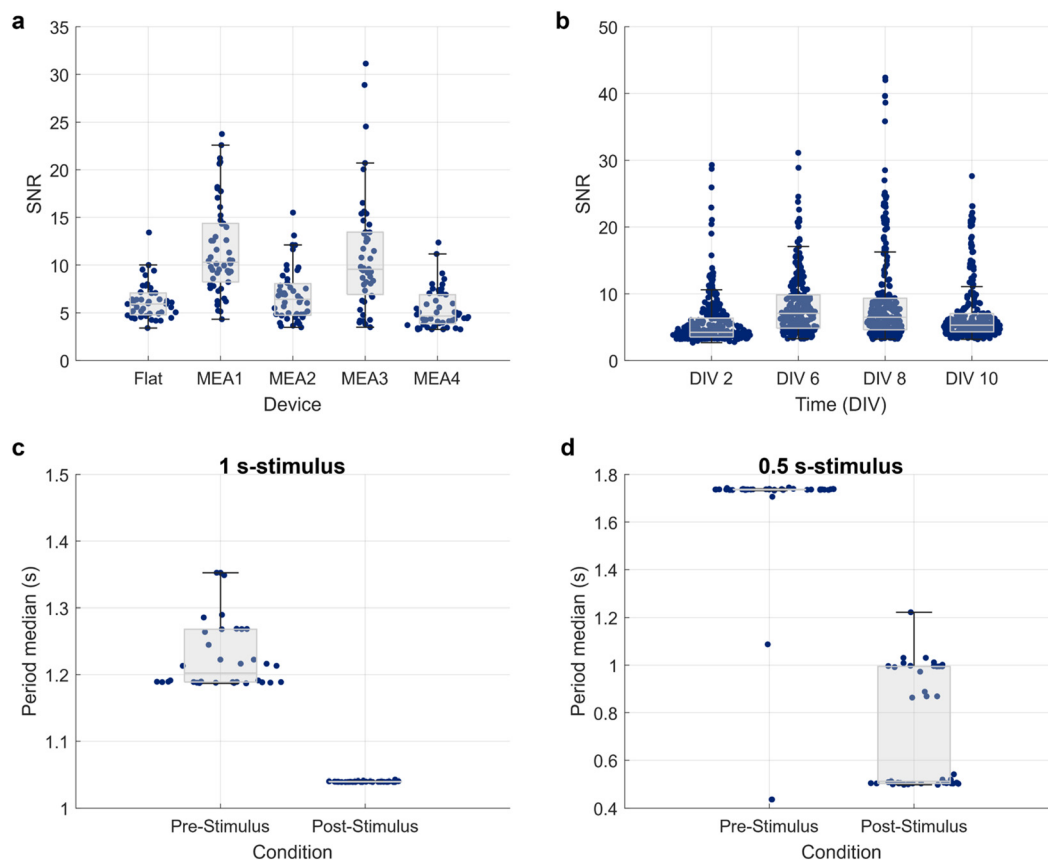 a
35
30
25
20
15
10
5
0
SNR
Flat MEA1 MEA2 MEA3 MEA4
Device
b
50
40
30
20
10
0
SNR
DIV 2 DIV 6 DIV 8 DIV 10
Time (DIV)
c
1 s-stimulus
1.5
1.4
1.3
1.2
1.1
1
Period median (s)
Pre-Stimulus Post-Stimulus
Condition
d
0.5 s-stimulus
1.8
1.6
1.4
1.2
1
0.8
0.6
0.4
Period median (s)
Pre-Stimulus Post-Stimulus
Condition